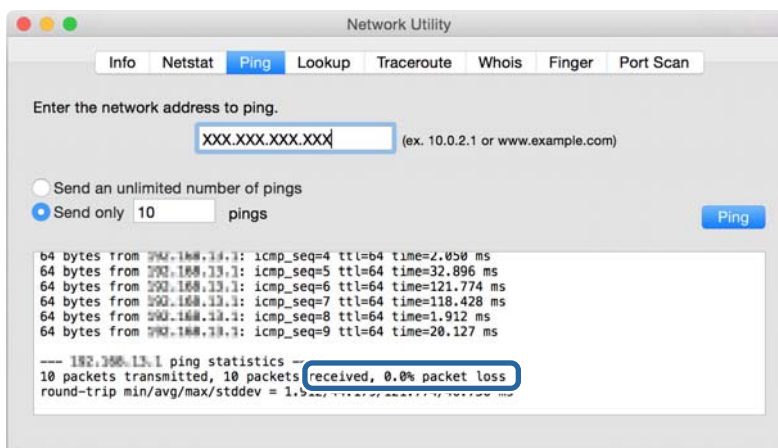 Network Utility
Info Netstat Ping Lookup Traceroute Whois Finger Port Scan
Enter the network address to ping.
XXX.XXX.XXX.XXX (ex. 10.0.2.1 or www.example.com)
Send an unlimited number of pings
Send only 10 pings
Ping
64 bytes from icmp_seq=4 ttl=64 time=2.050 ms
64 bytes from icmp_seq=5 ttl=64 time=32.896 ms
64 bytes from icmp_seq=6 ttl=64 time=121.774 ms
64 bytes from icmp_seq=7 ttl=64 time=118.428 ms
64 bytes from icmp_seq=8 ttl=64 time=1.912 ms
64 bytes from icmp_seq=9 ttl=64 time=20.127 ms
--- ping statistics
10 packets transmitted, 10 packets received, 0.0% packet loss
round-trip min/avg/max/stddev = ms